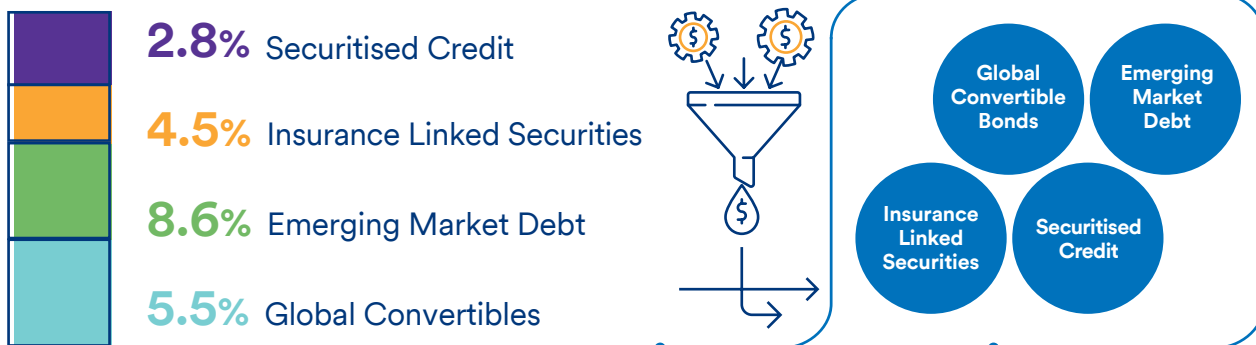 2.8% Securitised Credit
4.5% Insurance Linked Securities
8.6% Emerging Market Debt
5.5% Global Convertibles
$ $
$
Global
Convertible
Bonds
Emerging
Market
Debt
Insurance
Linked
Securities
Securitised
Credit